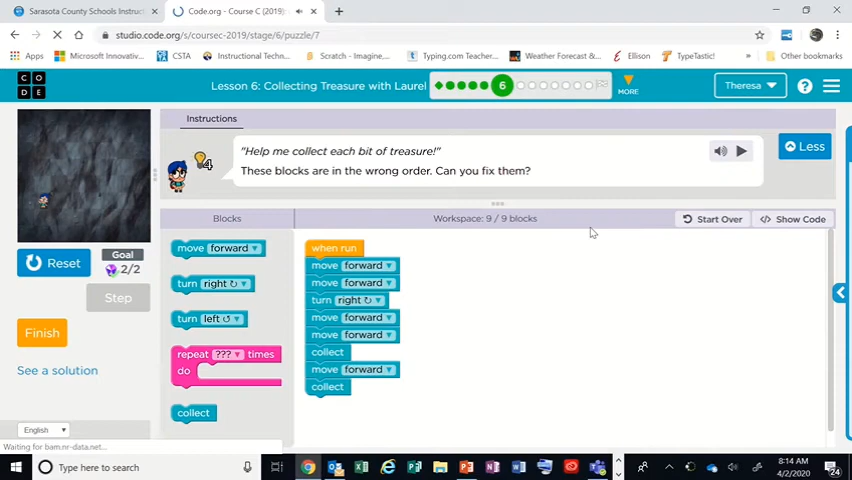 Sarasota County Schools Instruct
Code.org - Course C (2019)
studio.code.org/s/coursec-2019/stage/6/puzzle/7
Apps
Microsoft Innovativ...
CSTA
Instructional Techn...
Scratch - Imagine,...
Typing.com Teacher...
Weather Forecast &...
Ellison
TypeTastic!
Other bookmarks
C O
D E
Lesson 6: Collecting Treasure with Laurel
6
MORE
Theresa
?
Instructions
4
"Help me collect each bit of treasure!"
These blocks are in the wrong order. Can you fix them?
Less
Blocks
Workspace: 9 / 9 blocks
Start Over
</> Show Code
Reset
Goal
2/2
Step
Finish
See a solution
move forward
turn right
turn left
repeat ??? times
do
collect
when run
move forward
move forward
turn right
move forward
move forward
collect
move forward
collect
English
Waiting for bam.nr-data.net...
Type here to search
8:14 AM
4/2/2020
24